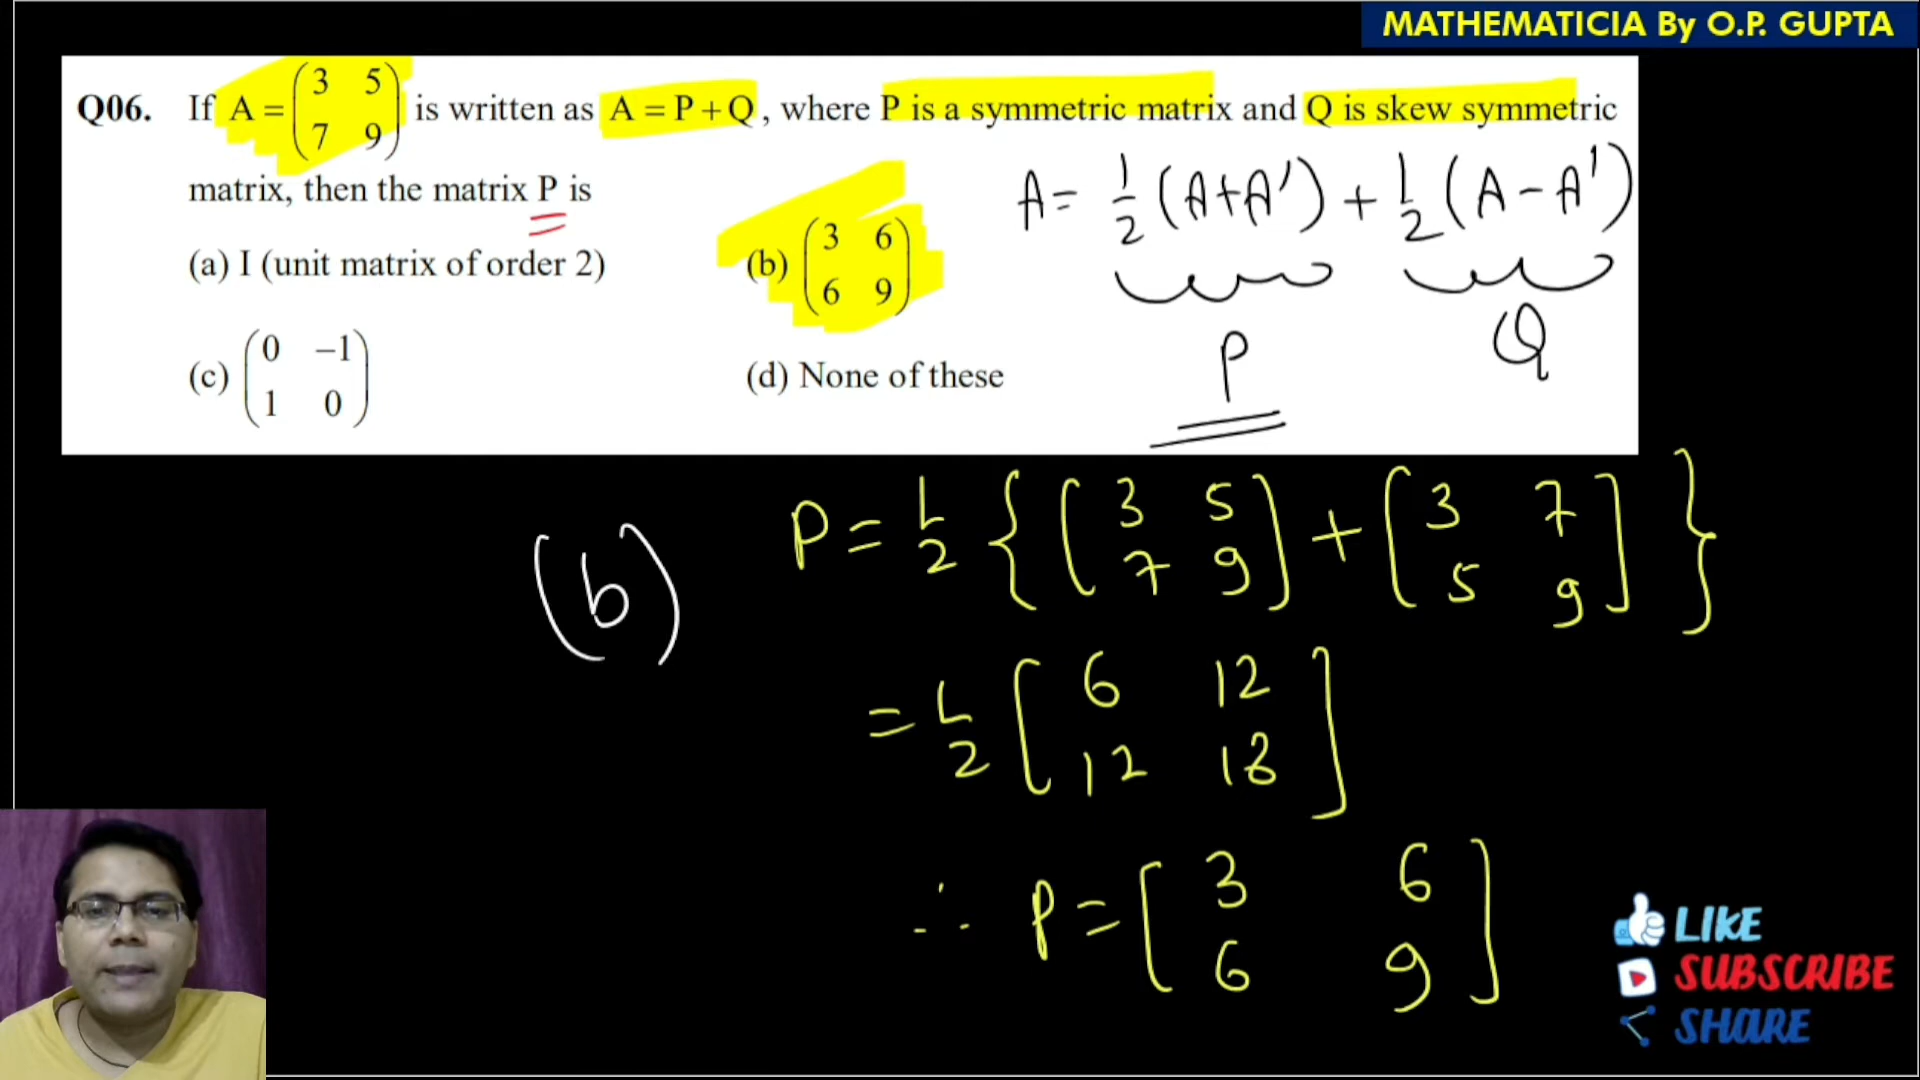 MATHEMATICIA By O.P. GUPTA
Q06. If A = (3 5
7 9) is written as A = P + Q, where P is a symmetric matrix and Q is skew symmetric
matrix, then the matrix P is
(a) I (unit matrix of order 2)
(b) (3 6
6 9)
(c) (0 −1
1 0)
(d) None of these
A = 1/2 (A+A') + 1/2 (A−A')
P Q
(b)
P = 1/2 { [3 5
7 9] + [3 7
5 9] }
= 1/2 [6 12
12 18]
∴ P = [3 6
6 9]
LIKE
SUBSCRIBE
SHARE